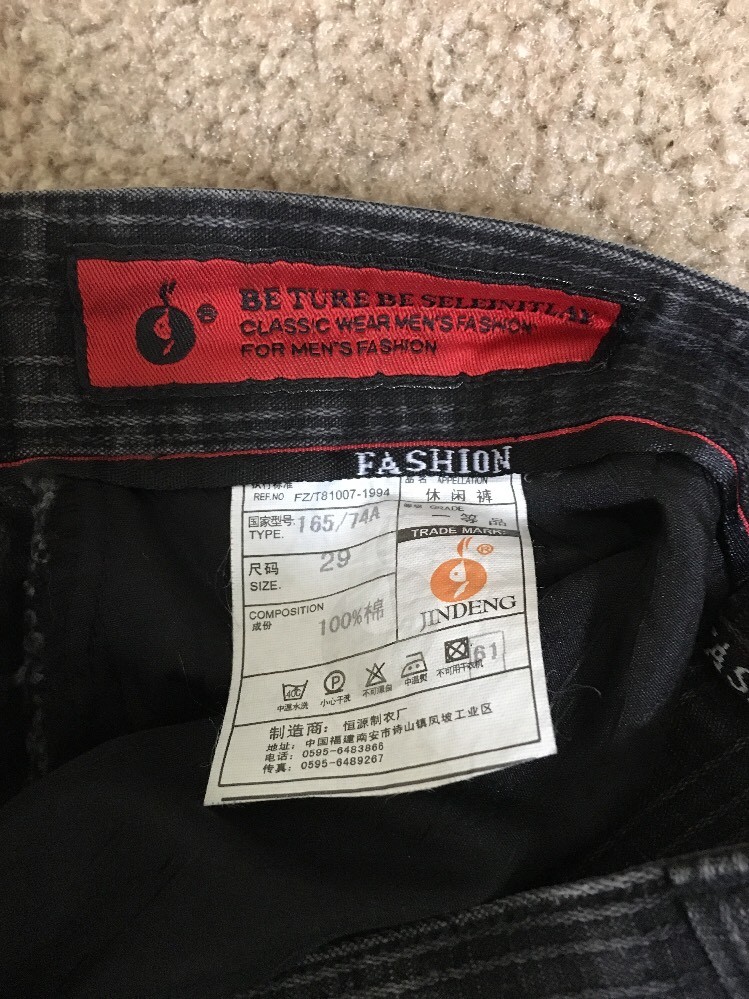 ®
BE TURE BE SELEINITLAY
CLASSIC WEAR MEN'S FASHION
FOR MEN'S FASHION
FASHION
执行标准
REF.NO FZ/T81007-1994
品名 APPELLATION
休闲裤
国家型号
TYPE. 165/74A
等级 GRADE
一等品
尺码
SIZE. 29
TRADE MARK:
®
JINDENG
COMPOSITION
成份 100%棉
61
40C
P
中温水洗
小心干洗
不可漂白
中温熨
不可用干衣机
制造商: 恒源制衣厂
地址: 中国福建南安市诗山镇凤坡工业区
电话: 0595-6483866
传真: 0595-6489267